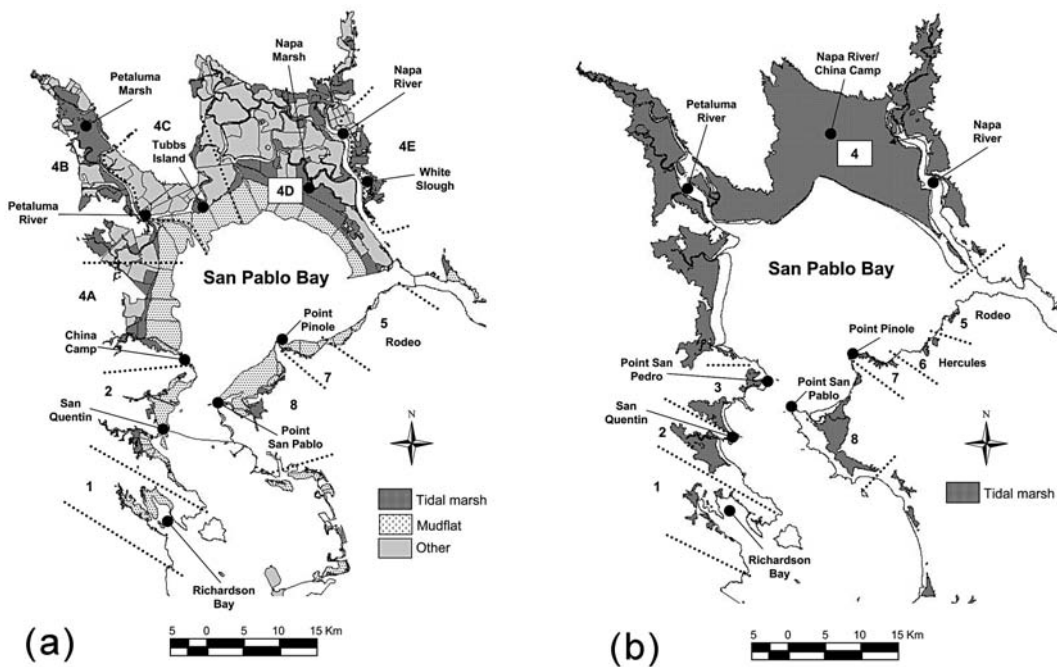 Napa
Marsh
Napa
River
Petaluma
Marsh
4C
Tubbs
Island
4B
4E
4D
White
Slough
Petaluma
River
San Pablo Bay
4A
Point
Pinole
5
Rodeo
China
Camp
7
2
8
San
Quentin
Point
San Pablo
N
1
Tidal marsh
Mudflat
Other
Richardson
Bay
(a)
5 0 5 10 15 Km
(b)
Napa River/
China Camp
Petaluma
River
4
Napa
River
San Pablo Bay
Point Pinole
5
Rodeo
6
Hercules
7
Point San
Pedro
3
Point San
Pablo
San
Quentin
2
8
N
1
Tidal marsh
Richardson
Bay
(b)
5 0 5 10 15 Km